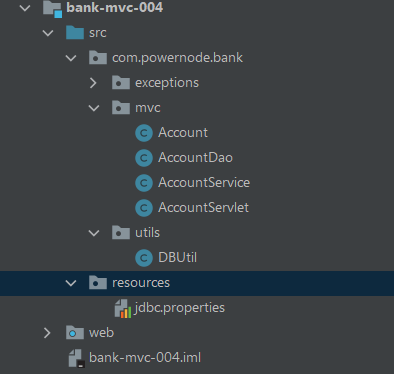 bank-mvc-004
src
com.powernode.bank
exceptions
mvc
C Account
C AccountDao
C AccountService
C AccountServlet
utils
C DBUtil
resources
jdbc.properties
web
bank-mvc-004.iml